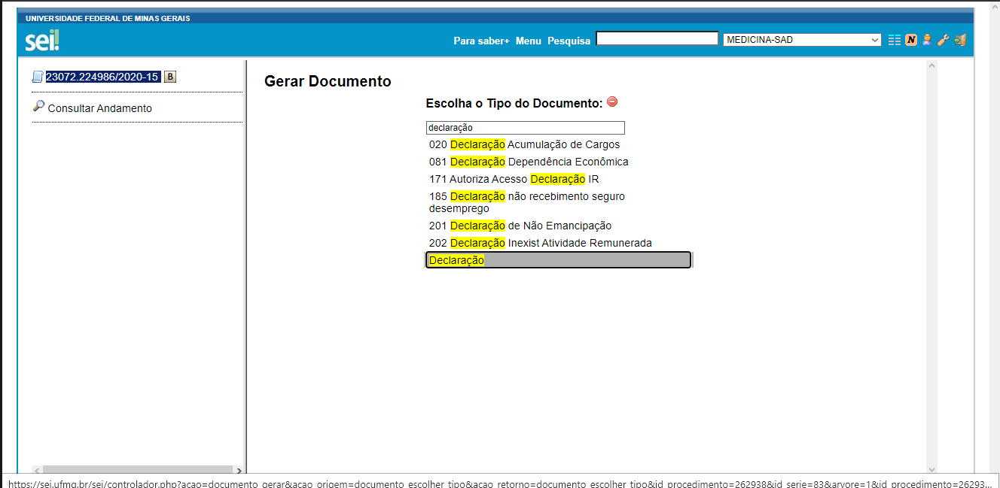 UNIVERSIDADE FEDERAL DE MINAS GERAIS
sei!
Para saber+ Menu Pesquisa MEDICINA-SAD
N
23072.224986/2020-15 B
Consultar Andamento
Gerar Documento
Escolha o Tipo do Documento:
declaração
020 Declaração Acumulação de Cargos
081 Declaração Dependência Econômica
171 Autoriza Acesso Declaração IR
185 Declaração não recebimento seguro
desemprego
201 Declaração de Não Emancipação
202 Declaração Inexist Atividade Remunerada
Declaração
https://sei.ufmg.br/sei/controlador.php?acao=documento_gerar&acao_origem=documento_escolher_tipo&acao_retorno=documento_escolher_tipo&id_procedimento=262938&id_serie=83&arvore=1&id_procedimento=26293...